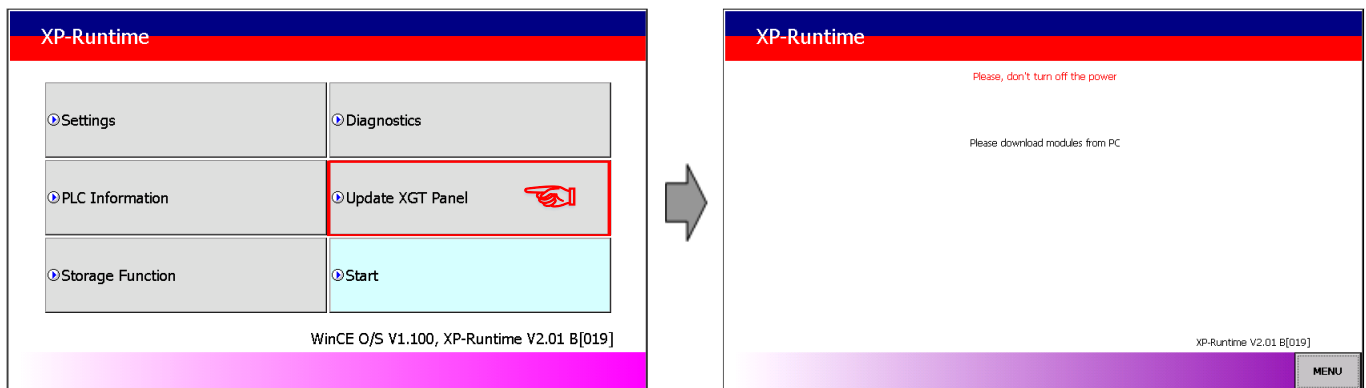 XP-Runtime
Settings
Diagnostics
PLC Information
Update XGT Panel
Storage Function
Start
WinCE O/S V1.100, XP-Runtime V2.01 B[019]
XP-Runtime
Please, don't turn off the power
Please download modules from PC
XP-Runtime V2.01 B[019]
MENU